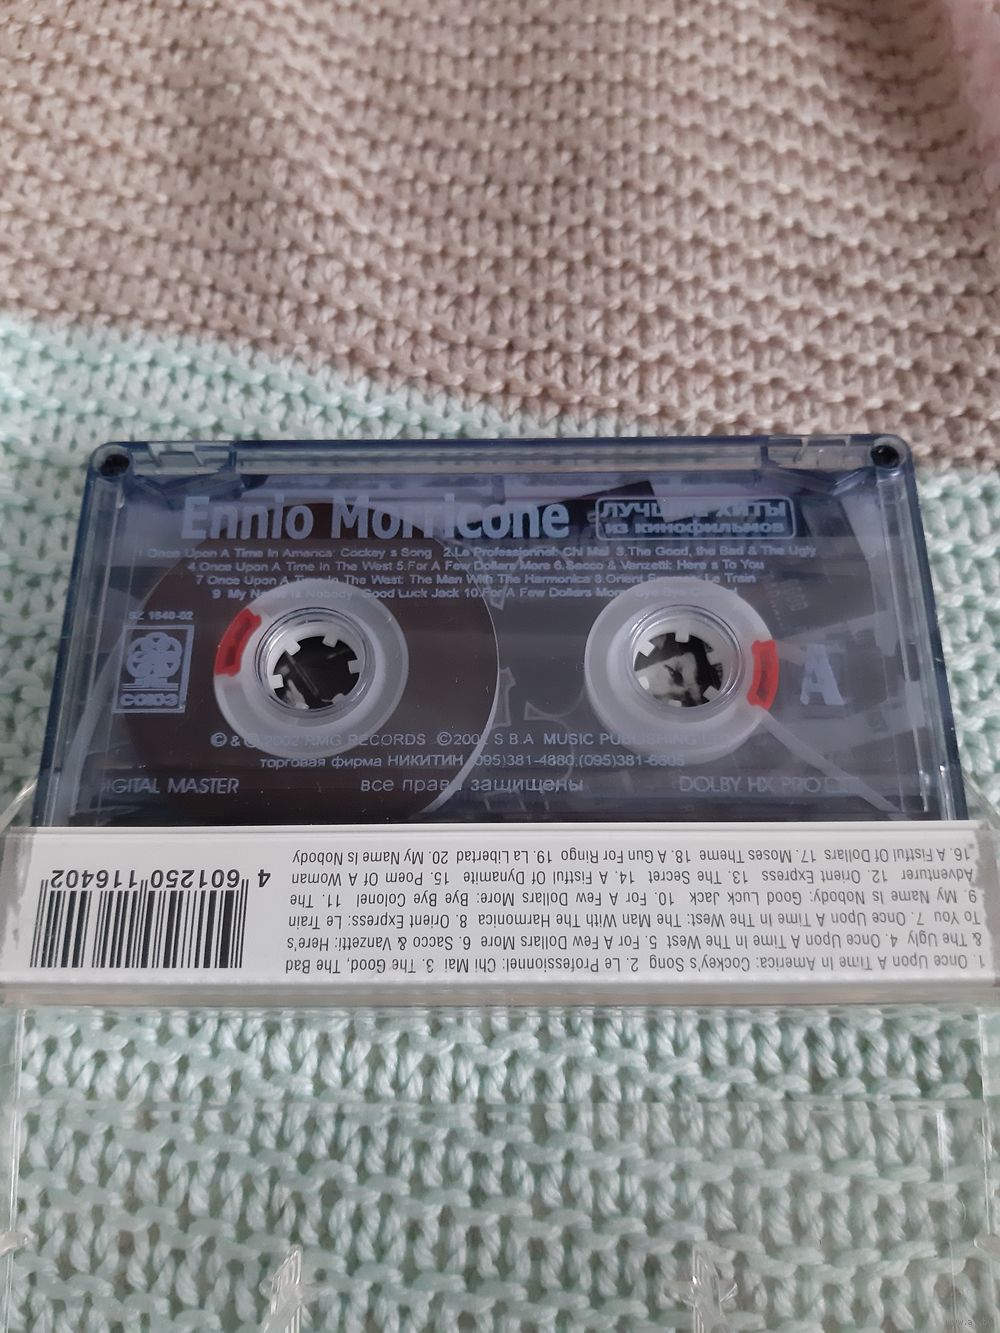 Ennio Morricone
ЛУЧШИЕ ХИТЫ
из кинофильмов
1 Once Upon A Time In America: Cockey's Song 2.Le Professionnel: Chi Mai 3.The Good, the Bad & The Ugly
4 Once Upon A Time In The West 5.For A Few Dollars More 6.Sacco & Vanzetti: Here's To You
7 Once Upon A Time In The West: The Man With The Harmonica 8.Orient Le Train
9 My Name Is Nobody Good Luck Jack 10.For A Few Dollars More
SZ 1640-02
СОЮЗ
A
© & 2002 RMG RECORDS © S.B.A MUSIC
торговая фирма НИКИТИН (095)381-4880,(095)381-6605
DIGITAL MASTER
все права защищены
DOLBY HX PRO
1. Once Upon A Time In America: Cockey's Song 2. Le Professionnel: Chi Mai 3. The Good, The Bad
& The Ugly 4. Once Upon A Time In The West 5. For A Few Dollars More 6. Sacco & Vanzetti: Here's
To You 7. Once Upon A Time In The West: The Man With The Harmonica 8. Orient Express: Le Train
9. My Name Is Nobody: Good Luck Jack 10. For A Few Dollars More: Bye Bye Colonel 11. The
Adventurer 12. Orient Express 13. The Secret 14. A Fistful Of Dynamite 15. Poem Of A Woman
16. A Fistful Of Dollars 17. Moses Theme 18. A Gun For Ringo 19. La Libertad 20. My Name Is Nobody
4 601250 116402